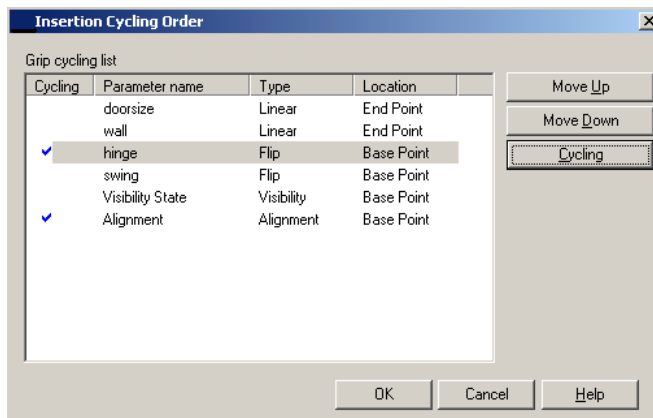 Insertion Cycling Order
Grip cycling list
Cycling Parameter name Type Location
doorsize Linear End Point
wall Linear End Point
hinge Flip Base Point
swing Flip Base Point
Visibility State Visibility Base Point
Alignment Alignment Base Point
Move Up
Move Down
Cycling
OK Cancel Help